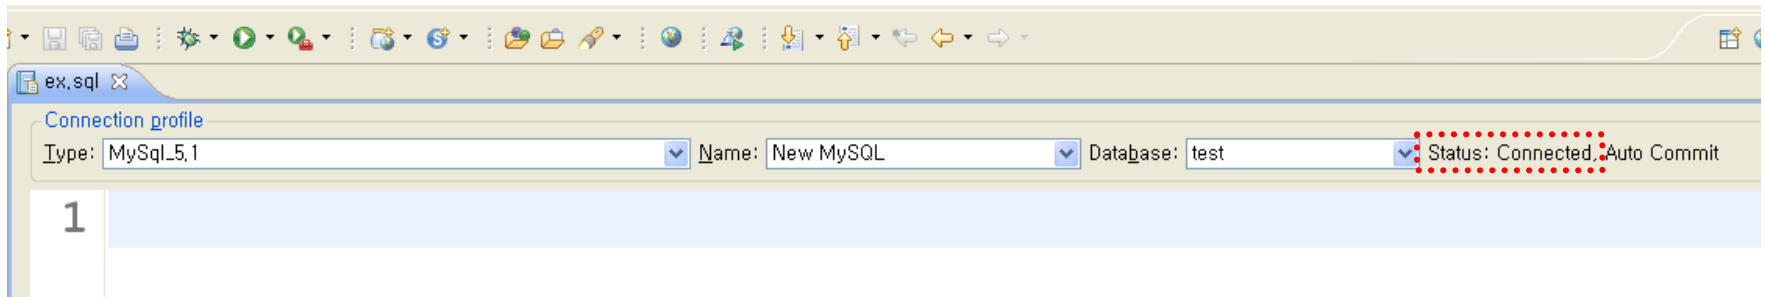 ex.sql
Connection profile
Type: MySql_5.1 Name: New MySQL Database: test Status: Connected, Auto Commit
1